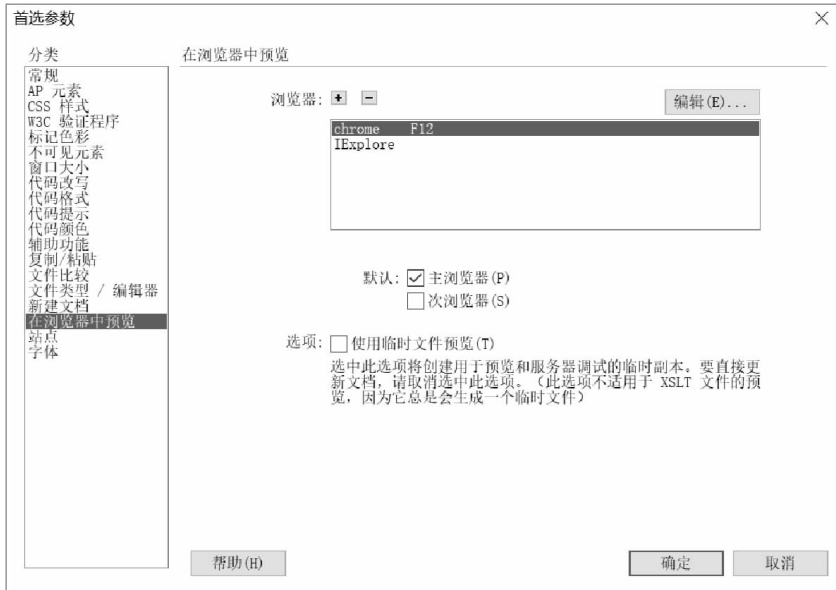 首选参数
分类
常规
AP 元素
CSS 样式
W3C 验证程序
标记色彩
不可见元素
窗口大小
代码改写
代码格式
代码提示
代码颜色
辅助功能
复制/粘贴
文件比较
文件类型 / 编辑器
新建文档
在浏览器中预览
站点
字体
在浏览器中预览
浏览器: + −
编辑(E)...
chrome F12
IExplore
默认: 主浏览器(P)
次浏览器(S)
选项: 使用临时文件预览(T)
选中此选项将创建用于预览和服务器调试的临时副本。要直接更
新文档，请取消选中此选项。（此选项不适用于 XSLT 文件的预
览，因为它总是会生成一个临时文件）
帮助(H)
确定
取消